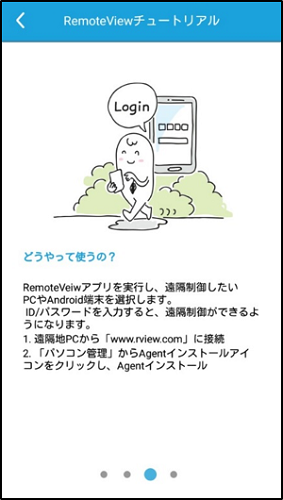 RemoteViewチュートリアル
Login
どうやって使うの？
RemoteVeiwアプリを実行し、遠隔制御したい
PCやAndroid端末を選択します。
ID/パスワードを入力すると、遠隔制御ができるよ
うになります。
1. 遠隔地PCから「www.rview.com」に接続
2. 「パソコン管理」からAgentインストールアイ
コンをクリックし、Agentインストール